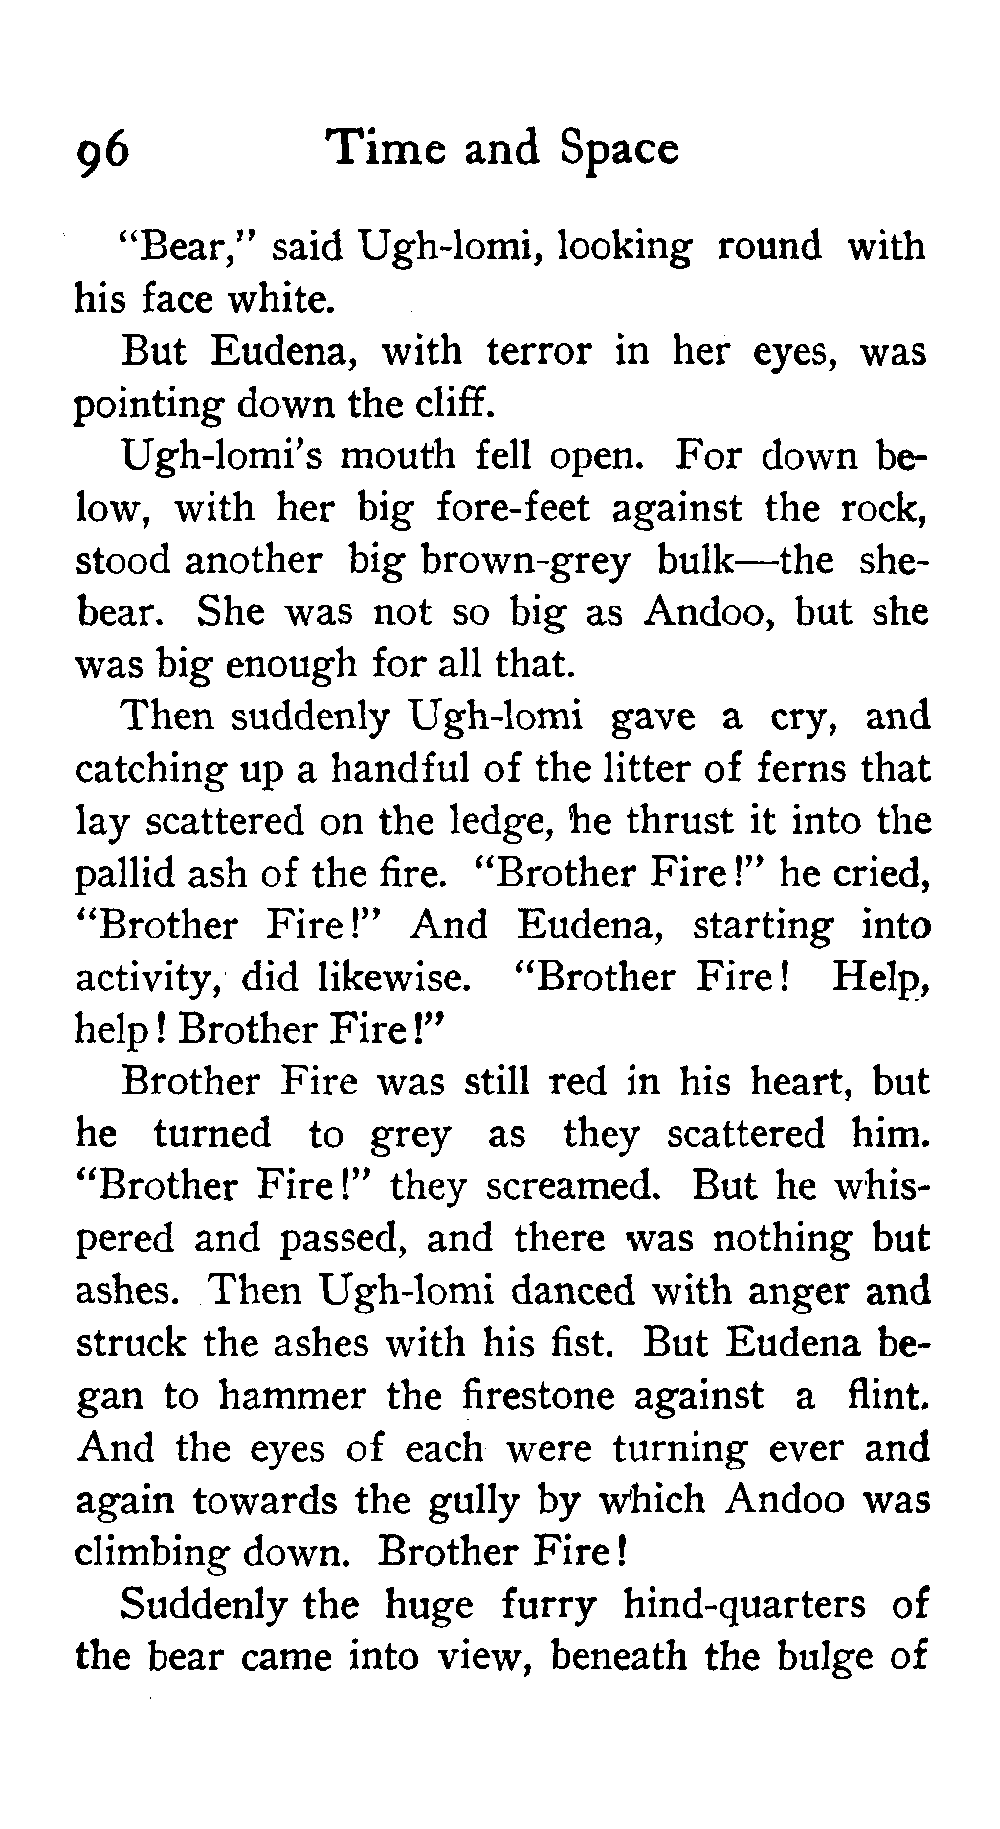 96 Time and Space
“Bear,” said Ugh-lomi, looking round with
his face white.
But Eudena, with terror in her eyes, was
pointing down the cliff.
Ugh-lomi’s mouth fell open. For down be-
low, with her big fore-feet against the rock,
stood another big brown-grey bulk—the she-
bear. She was not so big as Andoo, but she
was big enough for all that.
Then suddenly Ugh-lomi gave a cry, and
catching up a handful of the litter of ferns that
lay scattered on the ledge, he thrust it into the
pallid ash of the fire. “Brother Fire!” he cried,
“Brother Fire!” And Eudena, starting into
activity, did likewise. “Brother Fire! Help,
help! Brother Fire!”
Brother Fire was still red in his heart, but
he turned to grey as they scattered him.
“Brother Fire!” they screamed. But he whis-
pered and passed, and there was nothing but
ashes. Then Ugh-lomi danced with anger and
struck the ashes with his fist. But Eudena be-
gan to hammer the firestone against a flint.
And the eyes of each were turning ever and
again towards the gully by which Andoo was
climbing down. Brother Fire!
Suddenly the huge furry hind-quarters of
the bear came into view, beneath the bulge of